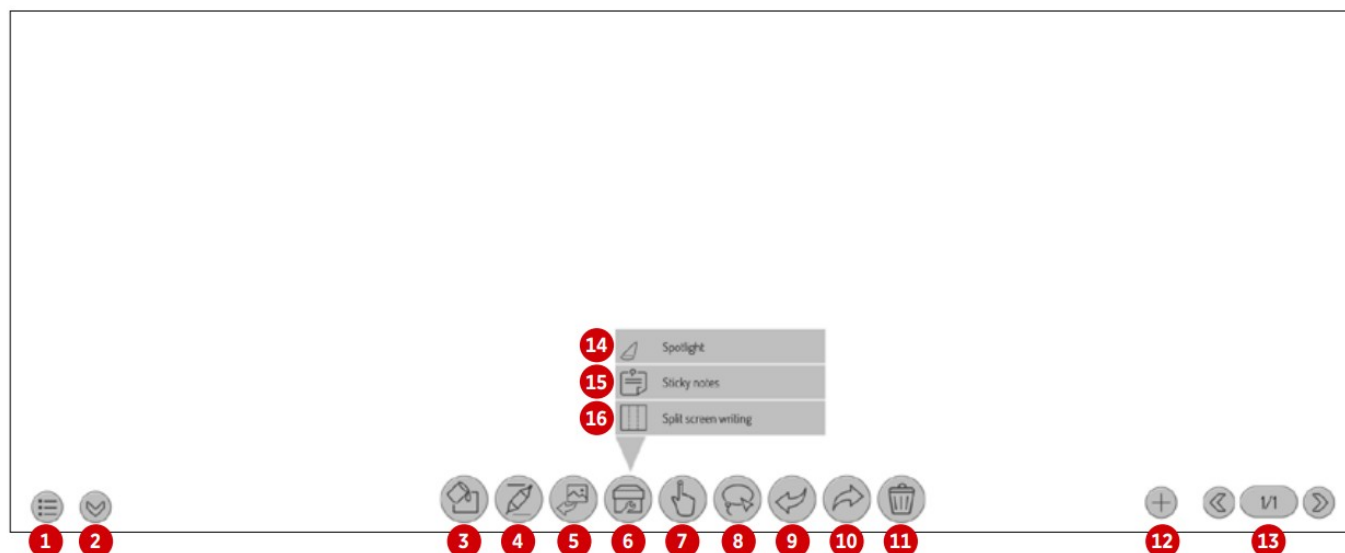 14 Spotlight
15 Sticky notes
16 Split screen writing
1/1
1 2 3 4 5 6 7 8 9 10 11 12 13